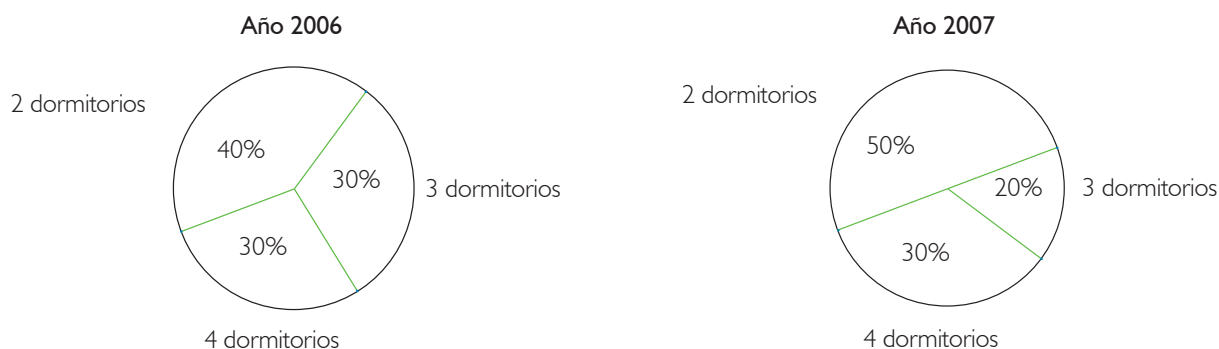 Año 2006
2 dormitorios
40%
30%
3 dormitorios
30%
4 dormitorios
Año 2007
2 dormitorios
50%
20%
3 dormitorios
30%
4 dormitorios